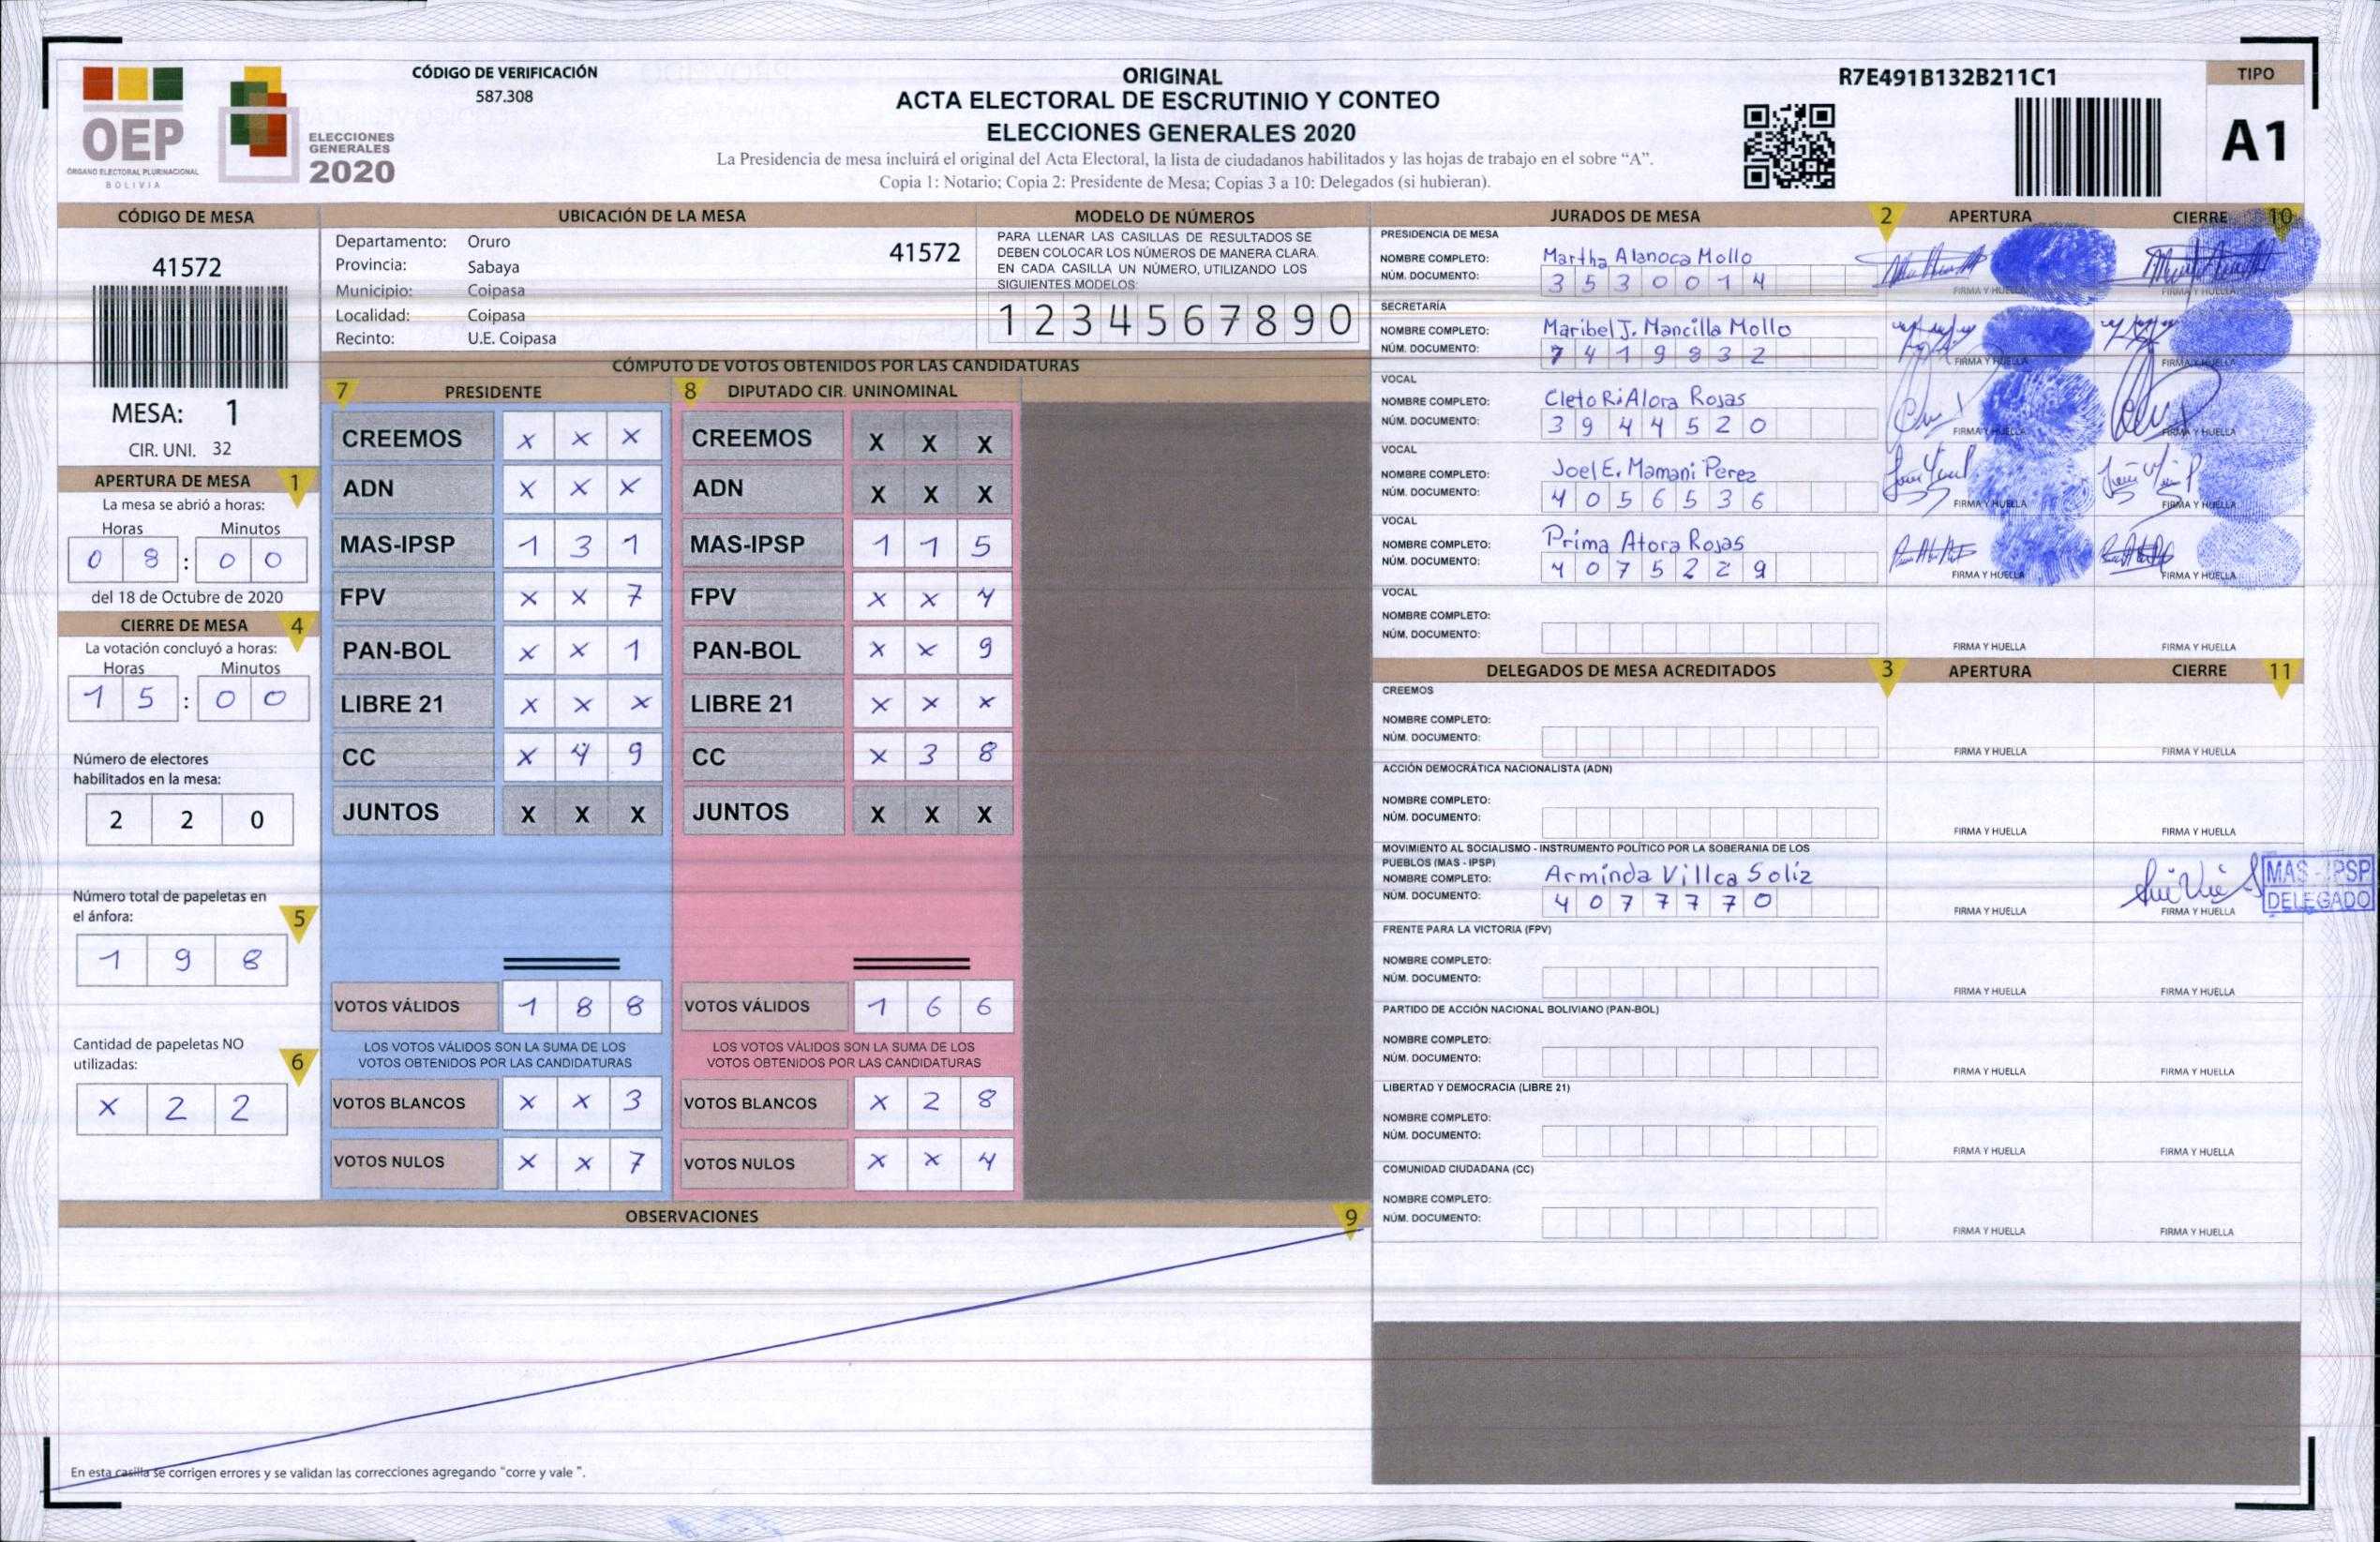 OEP
ÓRGANO ELECTORAL PLURINACIONAL
BOLIVIA
ELECCIONES
GENERALES
2020
CÓDIGO DE VERIFICACIÓN
587.308
ORIGINAL
ACTA ELECTORAL DE ESCRUTINIO Y CONTEO
ELECCIONES GENERALES 2020
La Presidencia de mesa incluirá el original del Acta Electoral, la lista de ciudadanos habilitados y las hojas de trabajo en el sobre “A”.
Copia 1: Notario; Copia 2: Presidente de Mesa; Copias 3 a 10: Delegados (si hubieran).
R7E491B132B211C1
TIPO
A1
CÓDIGO DE MESA
41572
MESA: 1
CIR. UNI. 32
APERTURA DE MESA 1
La mesa se abrió a horas:
Horas Minutos
0 8 : 0 0
del 18 de Octubre de 2020
CIERRE DE MESA 4
La votación concluyó a horas:
Horas Minutos
1 5 : 0 0
Número de electores
habilitados en la mesa:
2 2 0
Número total de papeletas en
el ánfora: 5
1 9 8
Cantidad de papeletas NO
utilizadas: 6
X 2 2
UBICACIÓN DE LA MESA
Departamento: Oruro 41572
Provincia: Sabaya
Municipio: Coipasa
Localidad: Coipasa
Recinto: U.E. Coipasa
MODELO DE NÚMEROS
PARA LLENAR LAS CASILLAS DE RESULTADOS SE
DEBEN COLOCAR LOS NÚMEROS DE MANERA CLARA.
EN CADA CASILLA UN NÚMERO, UTILIZANDO LOS
SIGUIENTES MODELOS:
1 2 3 4 5 6 7 8 9 0
CÓMPUTO DE VOTOS OBTENIDOS POR LAS CANDIDATURAS
7 PRESIDENTE 8 DIPUTADO CIR. UNINOMINAL
CREEMOS X X X CREEMOS X X X
ADN X X X ADN X X X
MAS-IPSP 1 3 1 MAS-IPSP 1 1 5
FPV X X 7 FPV X X 4
PAN-BOL X X 1 PAN-BOL X X 9
LIBRE 21 X X X LIBRE 21 X X X
CC X 4 9 CC X 3 8
JUNTOS X X X JUNTOS X X X
VOTOS VÁLIDOS 1 8 8 VOTOS VÁLIDOS 1 6 6
LOS VOTOS VÁLIDOS SON LA SUMA DE LOS LOS VOTOS VÁLIDOS SON LA SUMA DE LOS
VOTOS OBTENIDOS POR LAS CANDIDATURAS VOTOS OBTENIDOS POR LAS CANDIDATURAS
VOTOS BLANCOS X X 3 VOTOS BLANCOS X 2 8
VOTOS NULOS X X 7 VOTOS NULOS X X 4
OBSERVACIONES 9
En esta casilla se corrigen errores y se validan las correcciones agregando “corre y vale ”.
JURADOS DE MESA 2 APERTURA CIERRE 10
PRESIDENCIA DE MESA
NOMBRE COMPLETO: Martha Alanoca Mollo
NÚM. DOCUMENTO: 3 5 3 0 0 1 4 FIRMA Y HUELLA FIRMA Y HUELLA
SECRETARÍA
NOMBRE COMPLETO: Maribel J. Mancilla Mollo
NÚM. DOCUMENTO: 7 4 1 9 8 3 2 FIRMA Y HUELLA FIRMA Y HUELLA
VOCAL
NOMBRE COMPLETO: Cleto R. Alora Rojas
NÚM. DOCUMENTO: 3 9 4 4 5 2 0 FIRMA Y HUELLA FIRMA Y HUELLA
VOCAL
NOMBRE COMPLETO: Joel E. Mamani Perez
NÚM. DOCUMENTO: 4 0 5 6 5 3 6 FIRMA Y HUELLA FIRMA Y HUELLA
VOCAL
NOMBRE COMPLETO: Prima Atora Rojas
NÚM. DOCUMENTO: 4 0 7 5 2 2 9 FIRMA Y HUELLA FIRMA Y HUELLA
VOCAL
NOMBRE COMPLETO:
NÚM. DOCUMENTO: FIRMA Y HUELLA FIRMA Y HUELLA
DELEGADOS DE MESA ACREDITADOS 3 APERTURA CIERRE 11
CREEMOS
NOMBRE COMPLETO:
NÚM. DOCUMENTO: FIRMA Y HUELLA FIRMA Y HUELLA
ACCIÓN DEMOCRÁTICA NACIONALISTA (ADN)
NOMBRE COMPLETO:
NÚM. DOCUMENTO: FIRMA Y HUELLA FIRMA Y HUELLA
MOVIMIENTO AL SOCIALISMO - INSTRUMENTO POLÍTICO POR LA SOBERANIA DE LOS
PUEBLOS (MAS - IPSP)
NOMBRE COMPLETO: Arminda Villca Soliz
NÚM. DOCUMENTO: 4 0 7 7 7 7 0 FIRMA Y HUELLA FIRMA Y HUELLA
MAS - IPSP
DELEGADO
FRENTE PARA LA VICTORIA (FPV)
NOMBRE COMPLETO:
NÚM. DOCUMENTO: FIRMA Y HUELLA FIRMA Y HUELLA
PARTIDO DE ACCIÓN NACIONAL BOLIVIANO (PAN-BOL)
NOMBRE COMPLETO:
NÚM. DOCUMENTO: FIRMA Y HUELLA FIRMA Y HUELLA
LIBERTAD Y DEMOCRACIA (LIBRE 21)
NOMBRE COMPLETO:
NÚM. DOCUMENTO: FIRMA Y HUELLA FIRMA Y HUELLA
COMUNIDAD CIUDADANA (CC)
NOMBRE COMPLETO:
NÚM. DOCUMENTO: FIRMA Y HUELLA FIRMA Y HUELLA